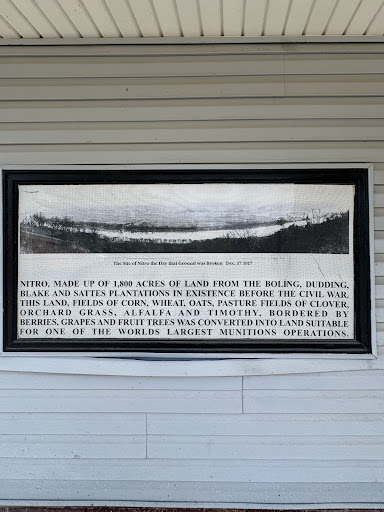 The Site of Nitro the Day that Ground was Broken Dec. 17 1917
NITRO, MADE UP OF 1,800 ACRES OF LAND FROM THE BOLING, DUDDING,
BLAKE AND SATTES PLANTATIONS IN EXISTENCE BEFORE THE CIVIL WAR.
THIS LAND, FIELDS OF CORN, WHEAT, OATS, PASTURE FIELDS OF CLOVER,
ORCHARD GRASS, ALFALFA AND TIMOTHY, BORDERED BY
BERRIES, GRAPES AND FRUIT TREES WAS CONVERTED INTO LAND SUITABLE
FOR ONE OF THE WORLDS LARGEST MUNITIONS OPERATIONS.